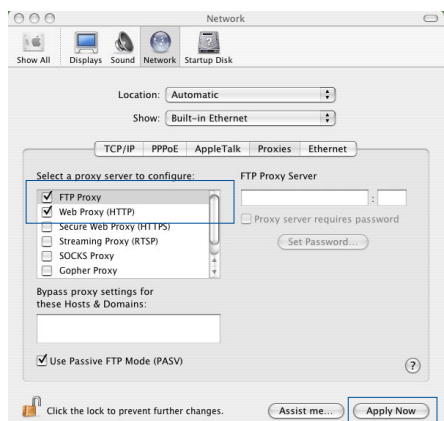 Network
Show All Displays Sound Network Startup Disk
Location: Automatic
Show: Built-in Ethernet
TCP/IP PPPoE AppleTalk Proxies Ethernet
Select a proxy server to configure: FTP Proxy Server
FTP Proxy :
Web Proxy (HTTP) Proxy server requires password
Secure Web Proxy (HTTPS)
Streaming Proxy (RTSP) Set Password...
SOCKS Proxy
Gopher Proxy
Bypass proxy settings for
these Hosts & Domains:
Use Passive FTP Mode (PASV) ?
Click the lock to prevent further changes. Assist me... Apply Now